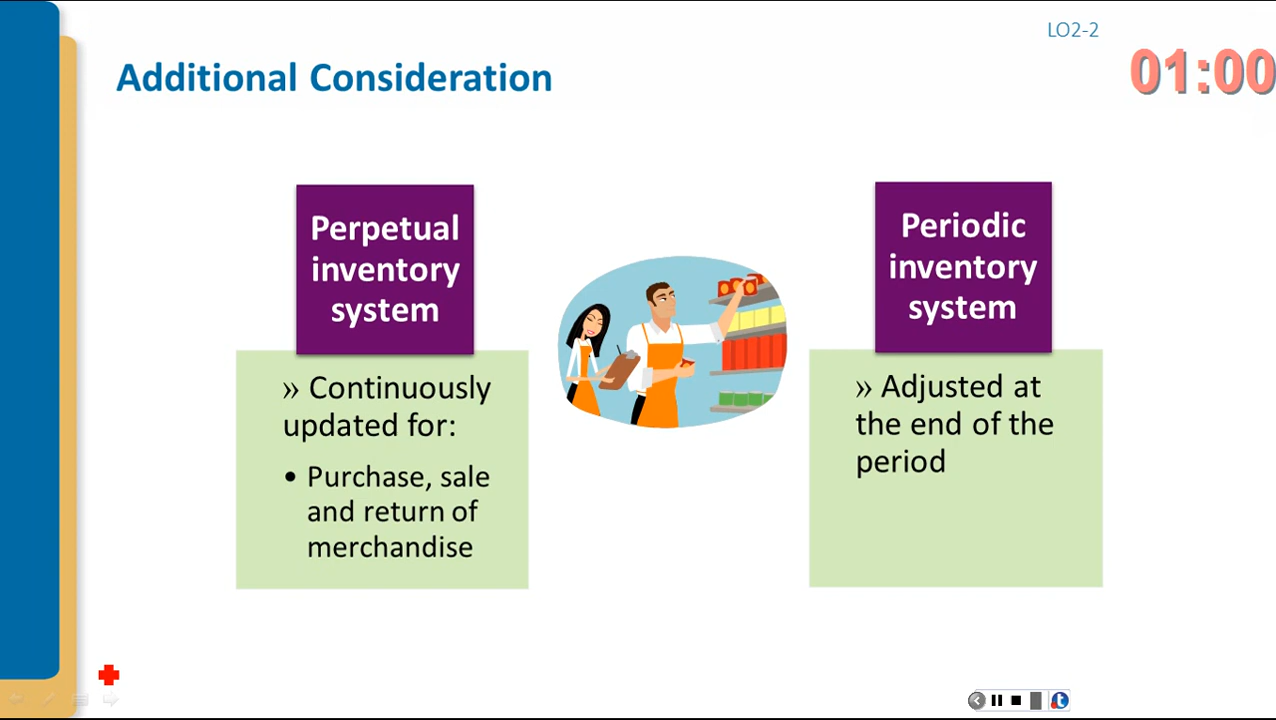 LO2-2
01:00
Additional Consideration
Perpetual
inventory
system
» Continuously
updated for:
• Purchase, sale
and return of
merchandise
Periodic
inventory
system
» Adjusted at
the end of the
period
t